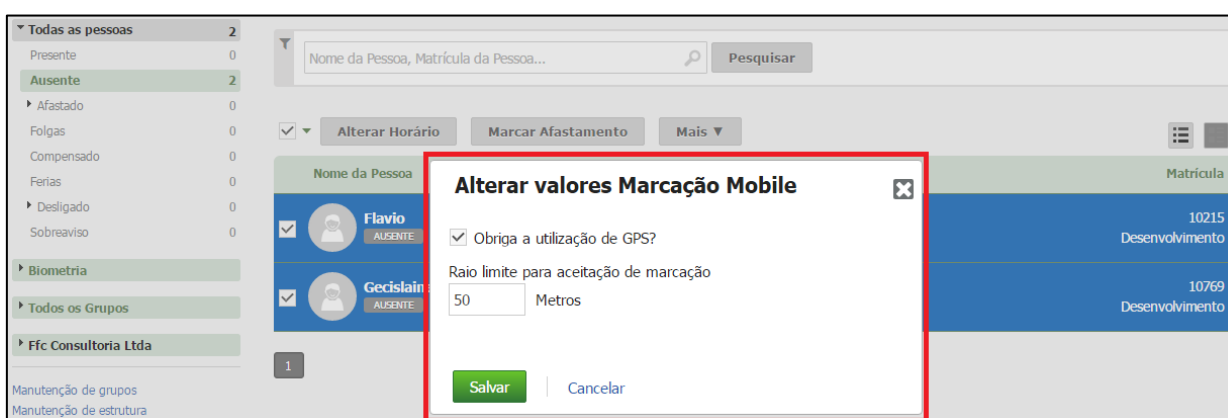 Todas as pessoas 2
Presente 0
Ausente 2
Afastado 0
Folgas 0
Compensado 0
Ferias 0
Desligado 0
Sobreaviso 0
Biometria
Todos os Grupos
Ffc Consultoria Ltda
Manutenção de grupos
Manutenção de estrutura
Nome da Pessoa, Matrícula da Pessoa...
Pesquisar
Alterar Horário Marcar Afastamento Mais ▼
Nome da Pessoa Matrícula
Flavio 10215
AUSENTE Desenvolvimento
Gecislain 10769
AUSENTE Desenvolvimento
1
Alterar valores Marcação Mobile
Obriga a utilização de GPS?
Raio limite para aceitação de marcação
50 Metros
Salvar Cancelar